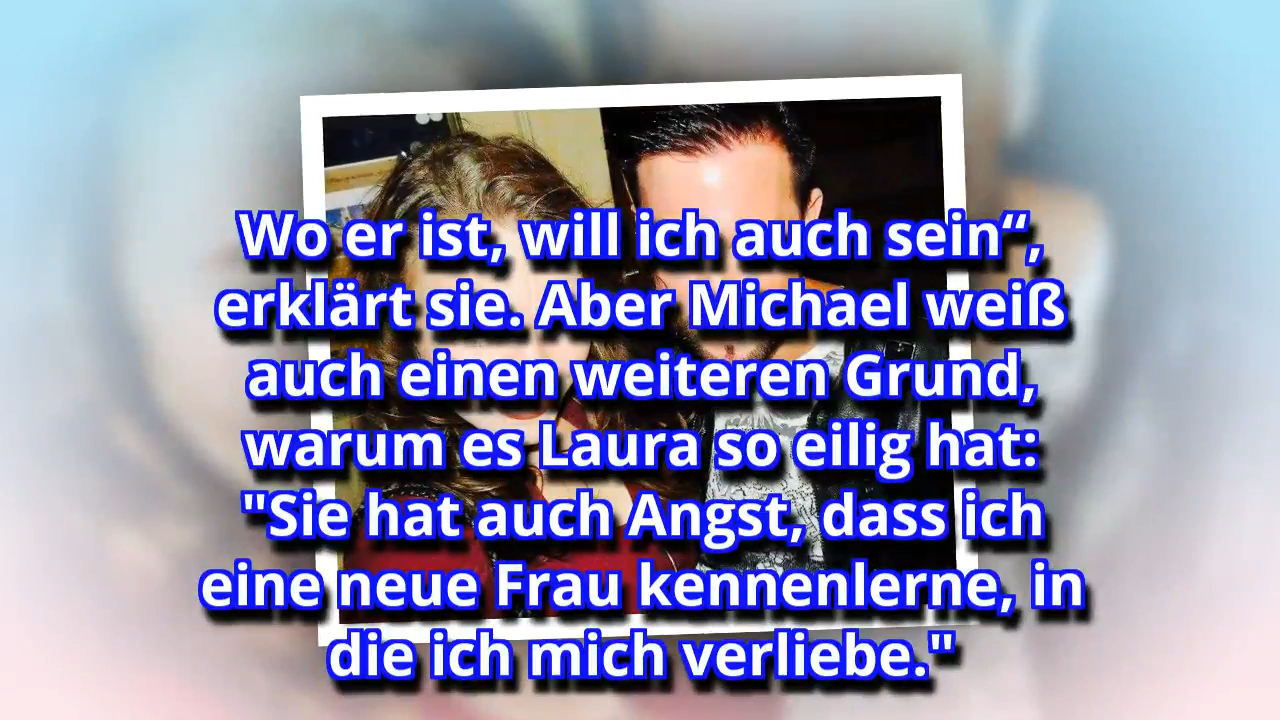 Wo er ist, will ich auch sein“,
erklärt sie. Aber Michael weiß
auch einen weiteren Grund,
warum es Laura so eilig hat:
"Sie hat auch Angst, dass ich
eine neue Frau kennenlerne, in
die ich mich verliebe."